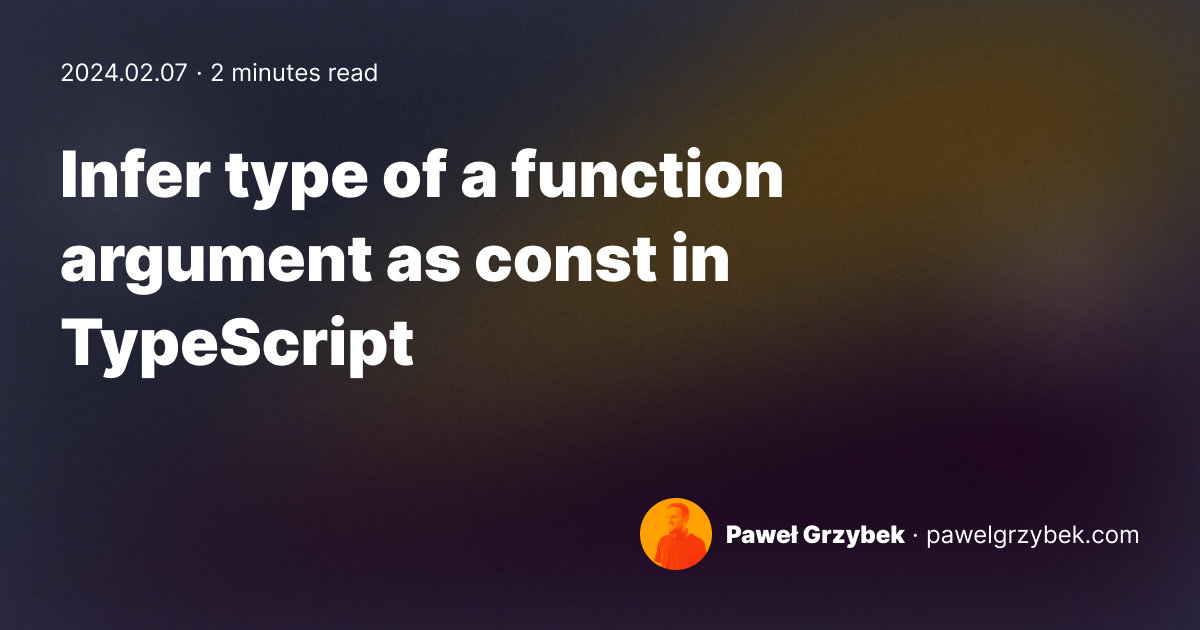 2024.02.07 · 2 minutes read
Infer type of a function
argument as const in
TypeScript
Paweł Grzybek · pawelgrzybek.com